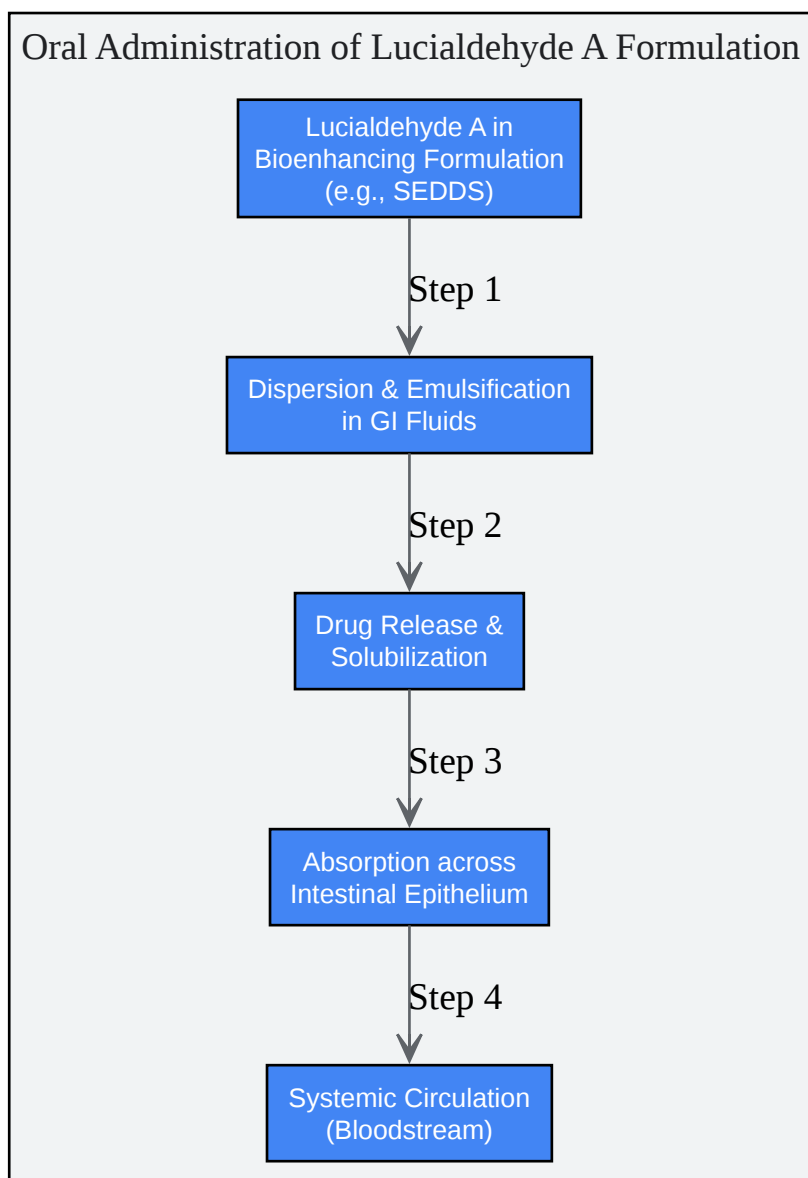 Oral Administration of Lucialdehyde A Formulation
Lucialdehyde A in
Bioenhancing Formulation
(e.g., SEDDS)
Step 1
Dispersion & Emulsification
in GI Fluids
Step 2
Drug Release &
Solubilization
Step 3
Absorption across
Intestinal Epithelium
Step 4
Systemic Circulation
(Bloodstream)